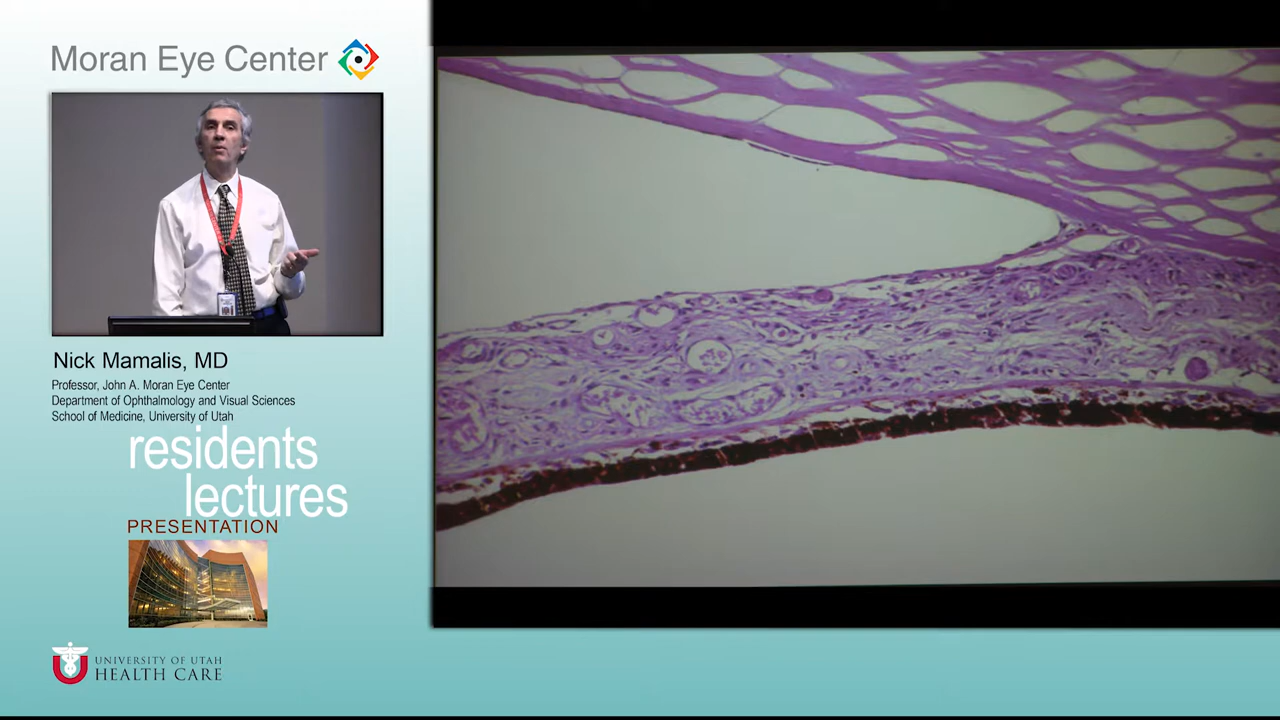 Moran Eye Center
Nick Mamalis, MD
Professor, John A. Moran Eye Center
Department of Ophthalmology and Visual Sciences
School of Medicine, University of Utah
residents
lectures
PRESENTATION
UNIVERSITY OF UTAH
HEALTH CARE